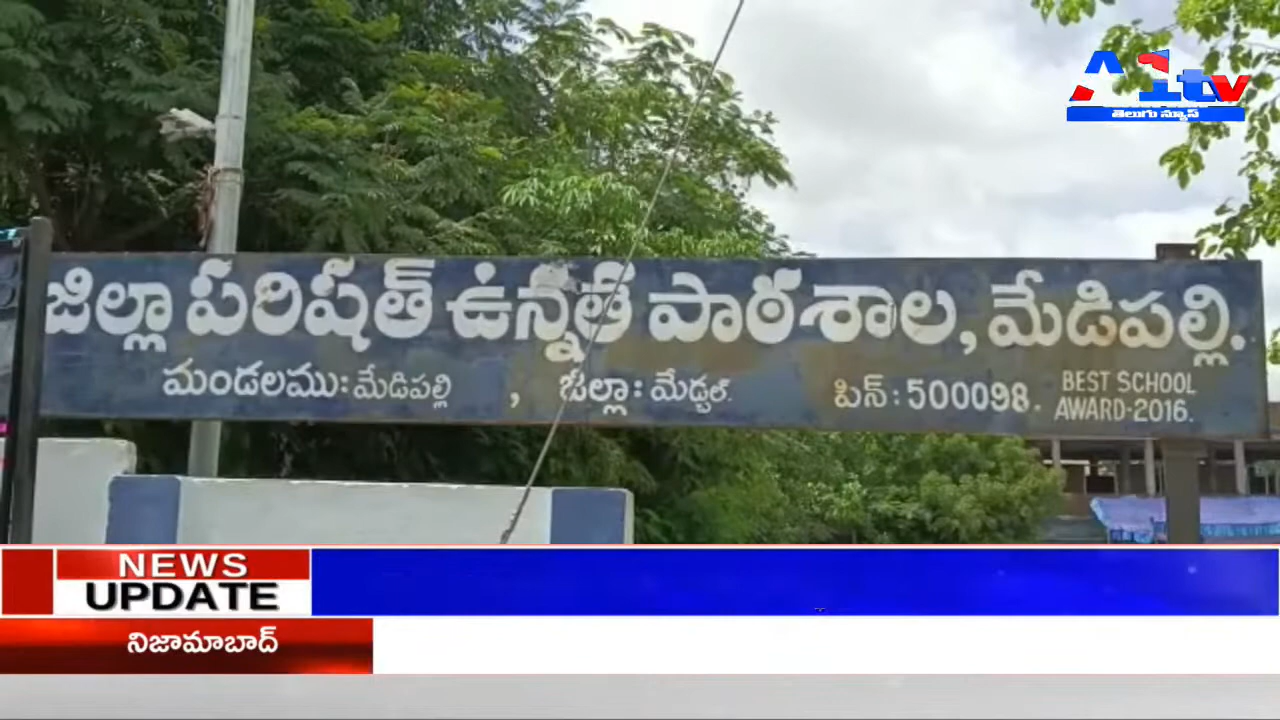 A1tv
తెలుగు న్యూస్
జిల్లా పరిషత్ ఉన్నత పాఠశాల, మేడిపల్లి.
మండలము: మేడిపల్లి , జిల్లా: మేడ్చల్. పిన్: 500098.
BEST SCHOOL
AWARD-2016.
NEWS
UPDATE
నిజామాబాద్